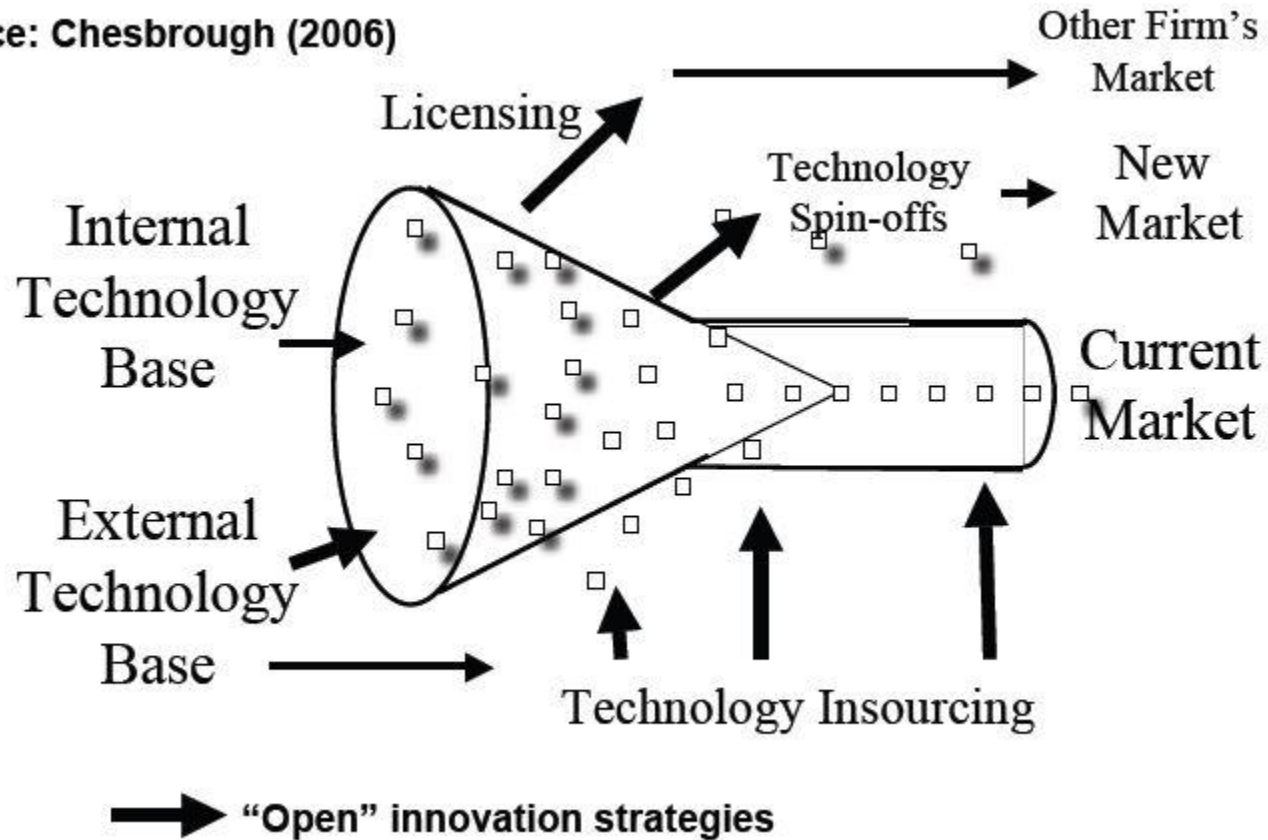 ce: Chesbrough (2006)
Other Firm's
Market
Licensing
Technology
Spin-offs
New
Market
Internal
Technology
Base
Current
Market
External
Technology
Base
Technology Insourcing
"Open" innovation strategies